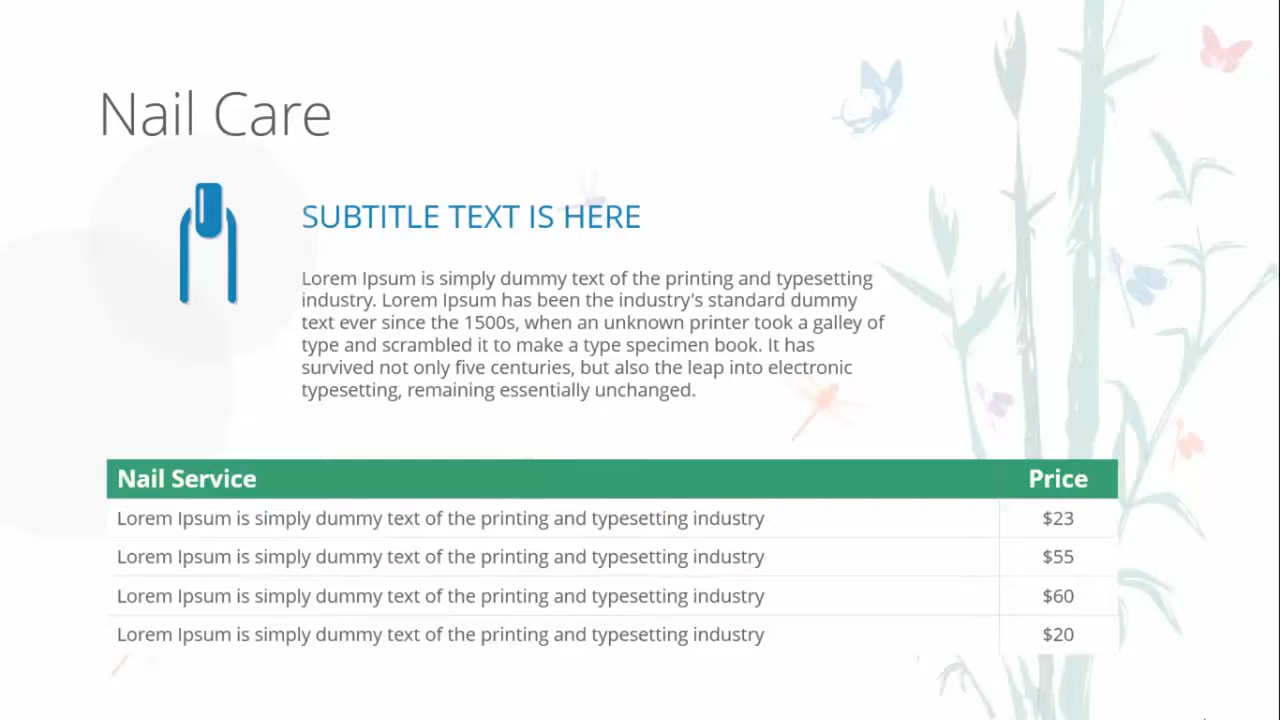 Nail Care
SUBTITLE TEXT IS HERE
Lorem Ipsum is simply dummy text of the printing and typesetting
industry. Lorem Ipsum has been the industry's standard dummy
text ever since the 1500s, when an unknown printer took a galley of
type and scrambled it to make a type specimen book. It has
survived not only five centuries, but also the leap into electronic
typesetting, remaining essentially unchanged.
Nail Service Price
Lorem Ipsum is simply dummy text of the printing and typesetting industry $23
Lorem Ipsum is simply dummy text of the printing and typesetting industry $55
Lorem Ipsum is simply dummy text of the printing and typesetting industry $60
Lorem Ipsum is simply dummy text of the printing and typesetting industry $20